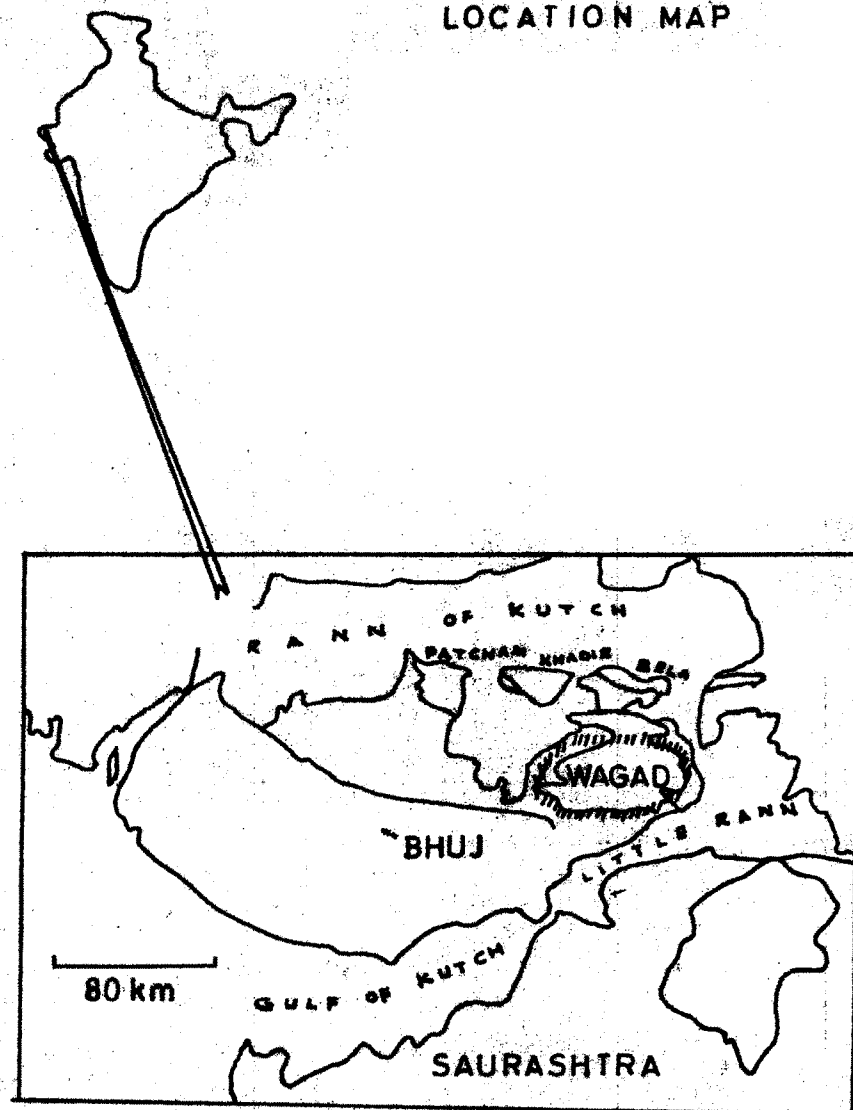 LOCATION MAP
RANN OF KUTCH
PATCHAM KHADIR BELA
WAGAD
LITTLE RANN
BHUJ
80 km
GULF OF KUTCH
SAURASHTRA